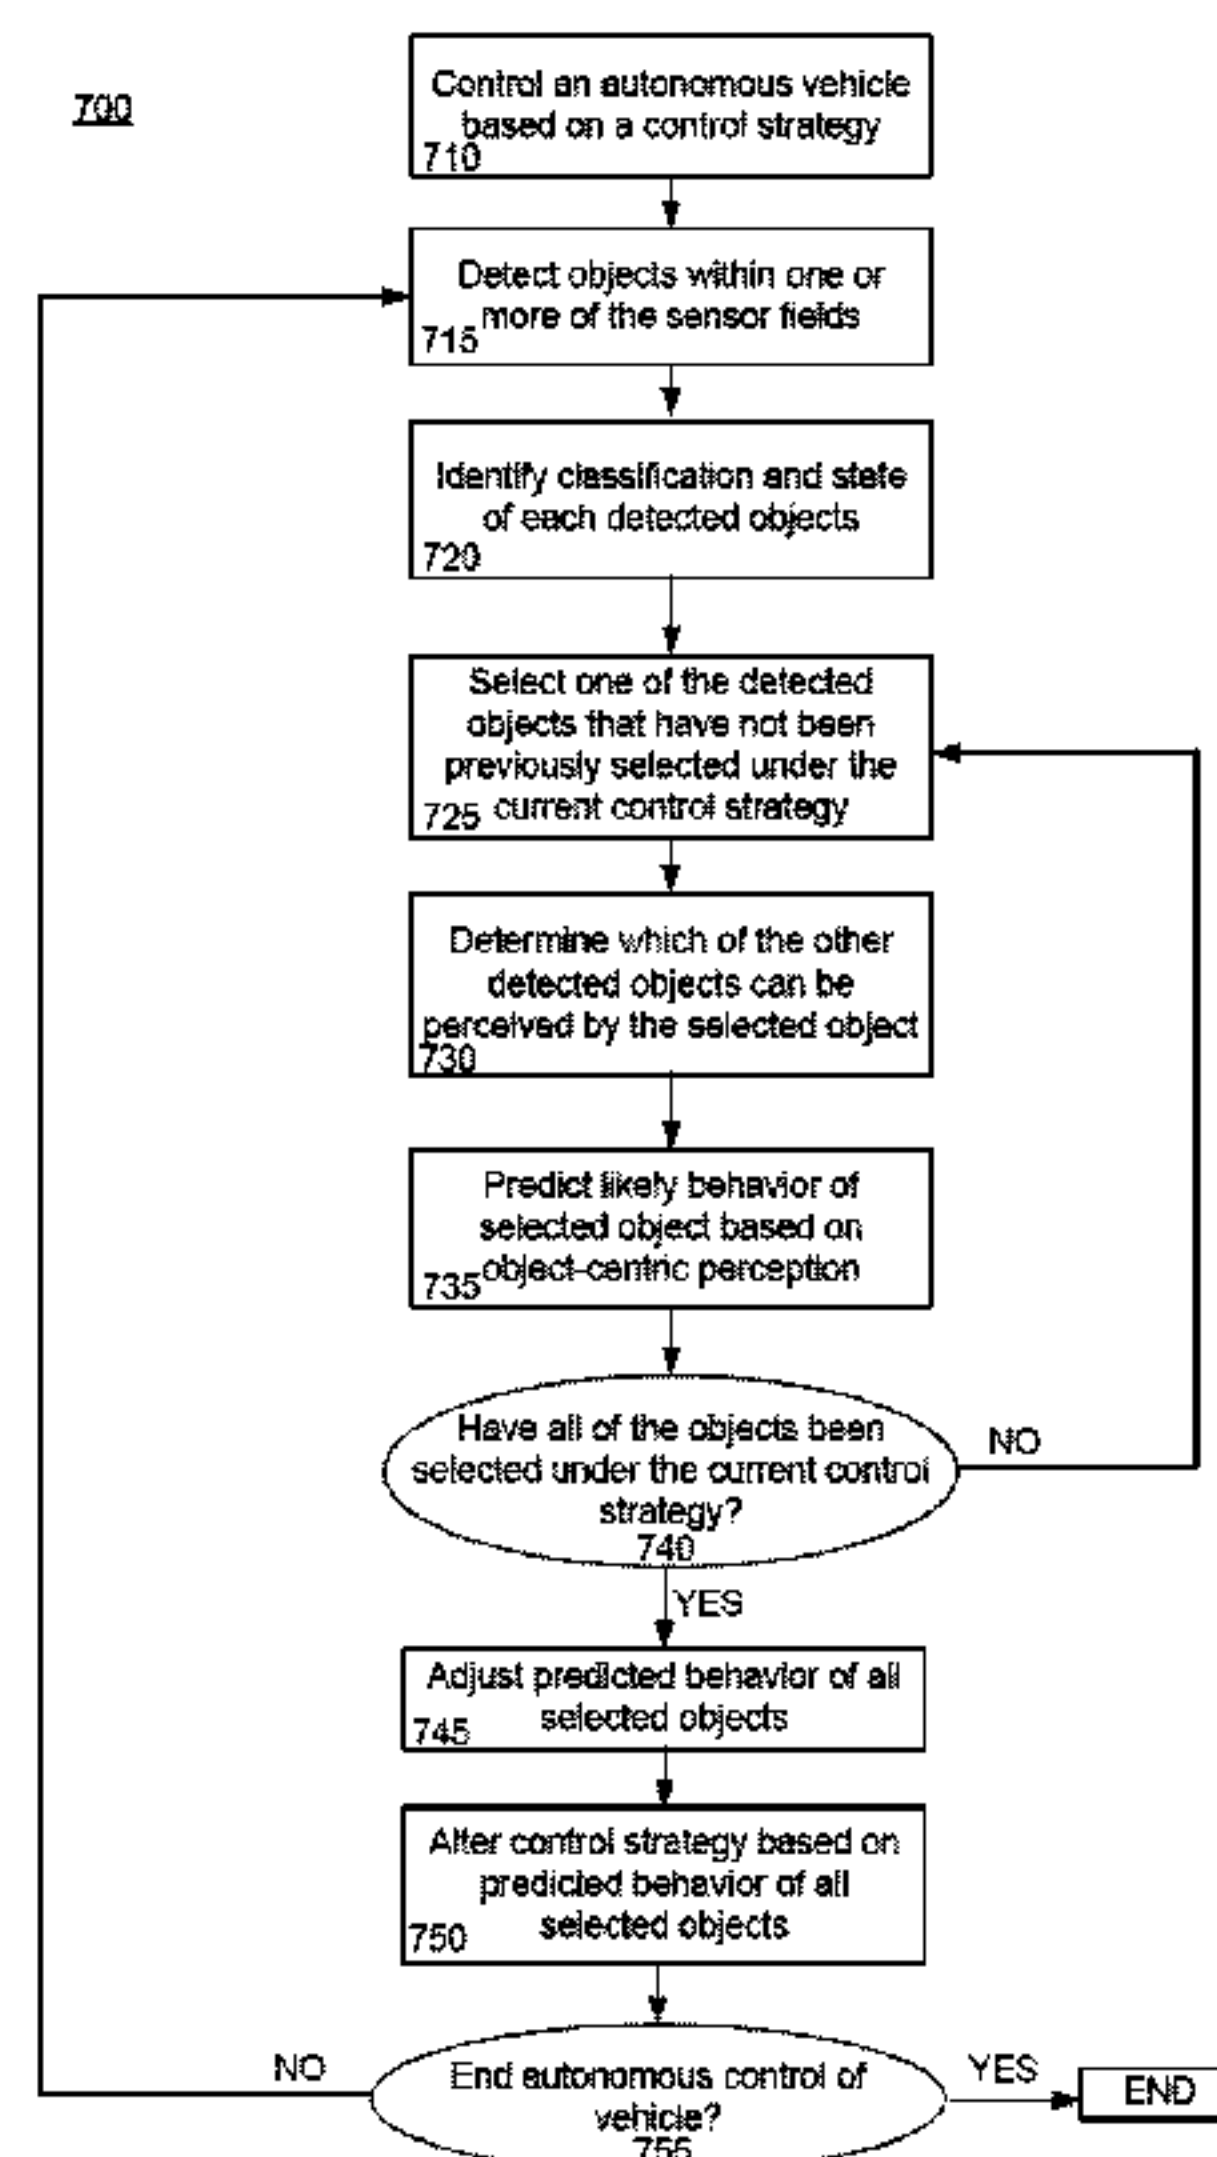 700
Control an autonomous vehicle
based on a control strategy
710
Detect objects within one or
more of the sensor fields
715
Identify classification and state
of each detected objects
720
Select one of the detected
objects that have not been
previously selected under the
current control strategy
725
Determine which of the other
detected objects can be
perceived by the selected object
730
Predict likely behavior of
selected object based on
object-centric perception
735
Have all of the objects been
selected under the current control
strategy?
740
NO
YES
Adjust predicted behavior of all
selected objects
745
Alter control strategy based on
predicted behavior of all
selected objects
750
NO
End autonomous control of
vehicle?
755
YES
END